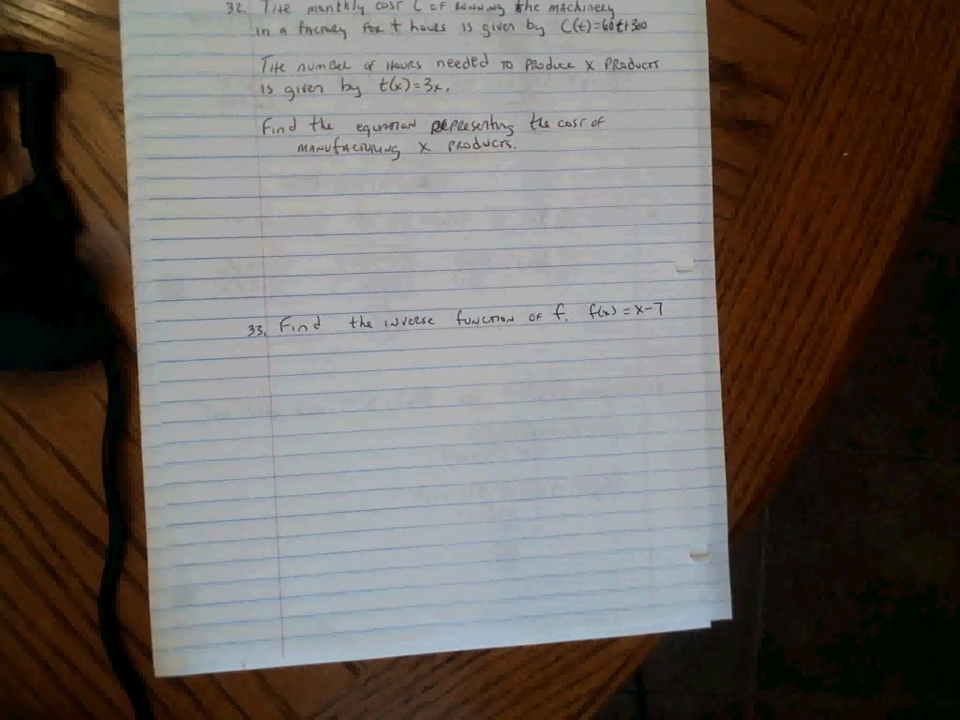 32. THE monthly cost C OF RUNNING the MACHINERY
in a factory For t hours is given by C(t)=60t+300
THE number of Hours needed TO PRODUCE X PRODUCTS
is given by t(x)=3x.
Find the equation REPRESENTING the COST OF
MANUFACTURING X PRODUCTS.
33. Find the inverse function of f. f(x)=x-7